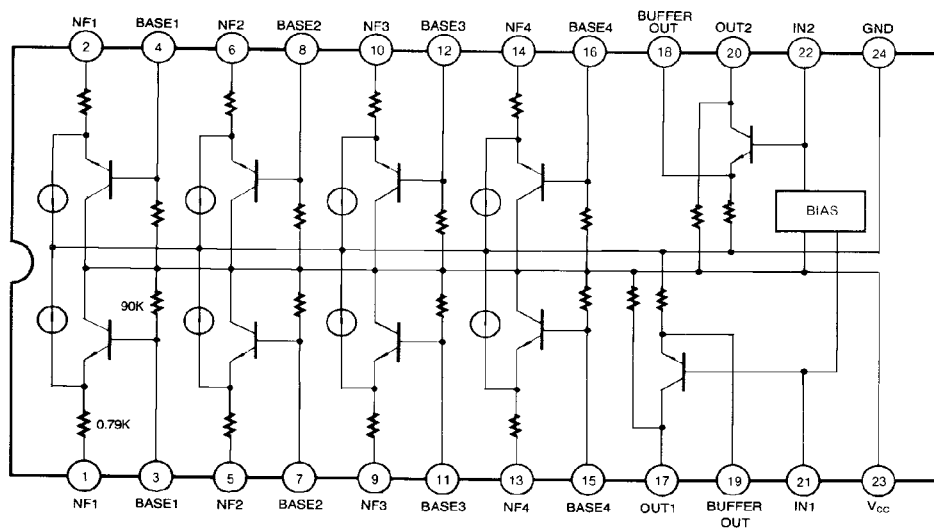 NF1 BASE1 NF2 BASE2 NF3 BASE3 NF4 BASE4 BUFFER OUT OUT2 IN2 GND
2 4 6 8 10 12 14 16 18 20 22 24
BIAS
90K
0.79K
1 3 5 7 9 11 13 15 17 19 21 23
NF1 BASE1 NF2 BASE2 NF3 BASE3 NF4 BASE4 OUT1 BUFFER OUT IN1 VCC